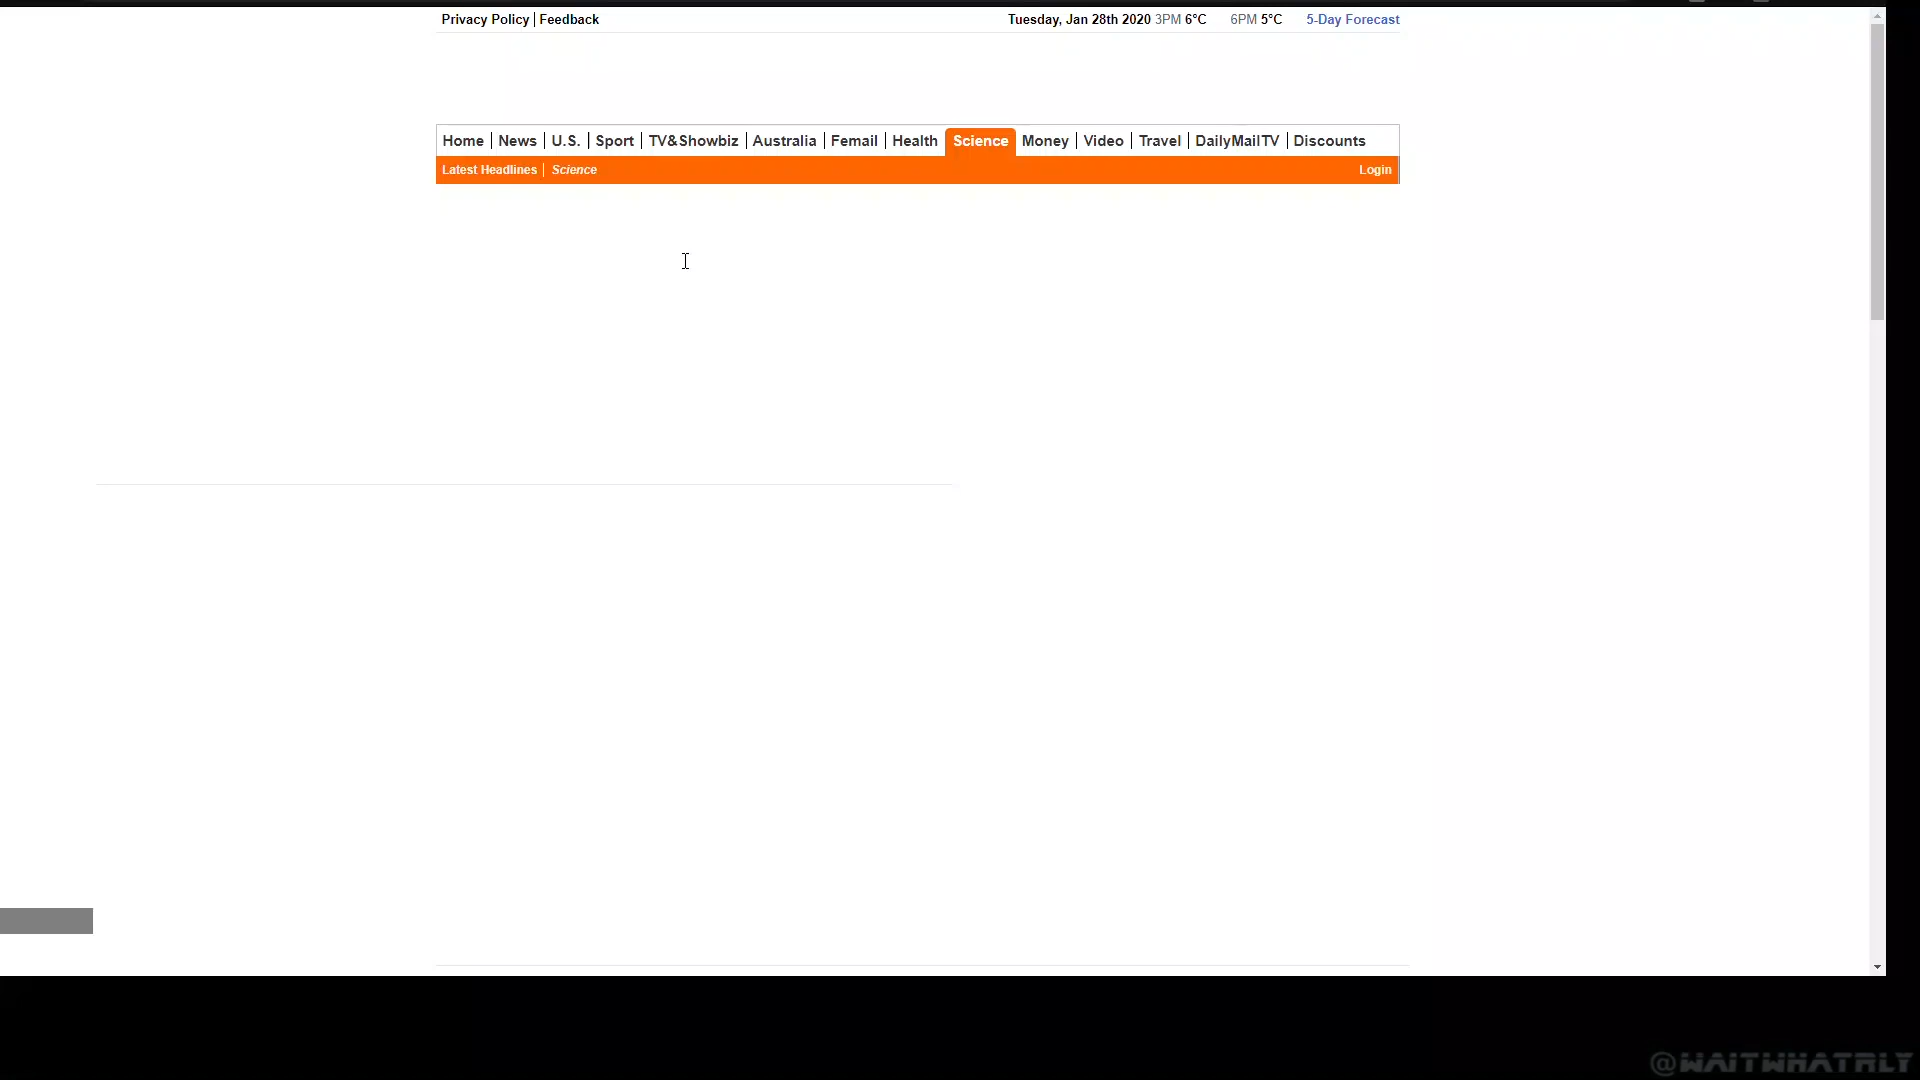 Privacy Policy | Feedback
Tuesday, Jan 28th 2020 3PM 6°C 6PM 5°C 5-Day Forecast
Home | News | U.S. | Sport | TV&Showbiz | Australia | Femail | Health Science Money | Video | Travel | DailyMailTV | Discounts
Latest Headlines | Science Login
@WAITWHATRLY